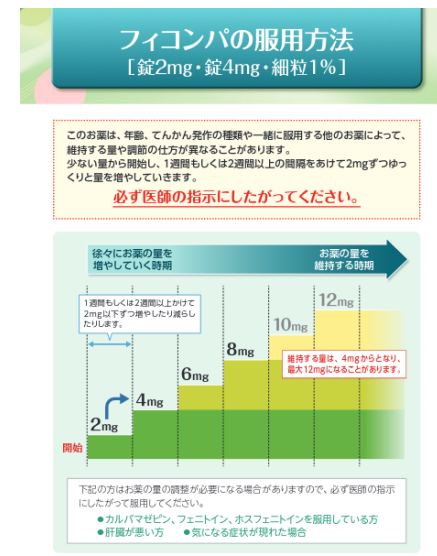 フィコンパの服用方法
［錠2mg・錠4mg・細粒1％］
このお薬は、年齢、てんかん発作の種類や一緒に服用する他のお薬によって、
維持する量や調節の仕方が異なることがあります。
少ない量から開始し、1週間もしくは2週間以上の間隔をあけて2mgずつゆっ
くりと量を増やしていきます。
必ず医師の指示にしたがってください。
徐々にお薬の量を
増やしていく時期
お薬の量を
維持する時期
1週間もしくは2週間以上かけて
2mg以下ずつ増やしたり減らし
たりします。
12mg
10mg
8mg
維持する量は、4mgからとなり、
最大12mgになることがあります。
6mg
4mg
2mg
開始
下記の方はお薬の量の調整が必要になる場合がありますので、必ず医師の指示
にしたがって服用してください。
●カルバマゼピン、フェニトイン、ホスフェニトインを服用している方
●肝臓が悪い方 ●気になる症状が現れた場合